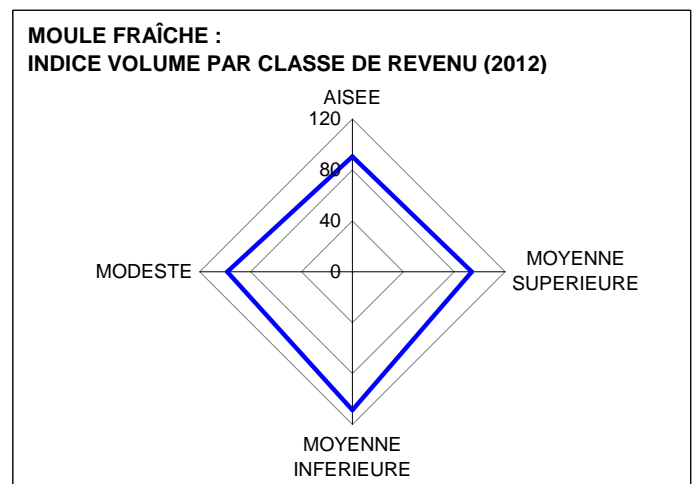 MOULE FRAÎCHE :
INDICE VOLUME PAR CLASSE DE REVENU (2012)
AISEE
120
80
40
0
MODESTE
MOYENNE
SUPERIEURE
MOYENNE
INFERIEURE